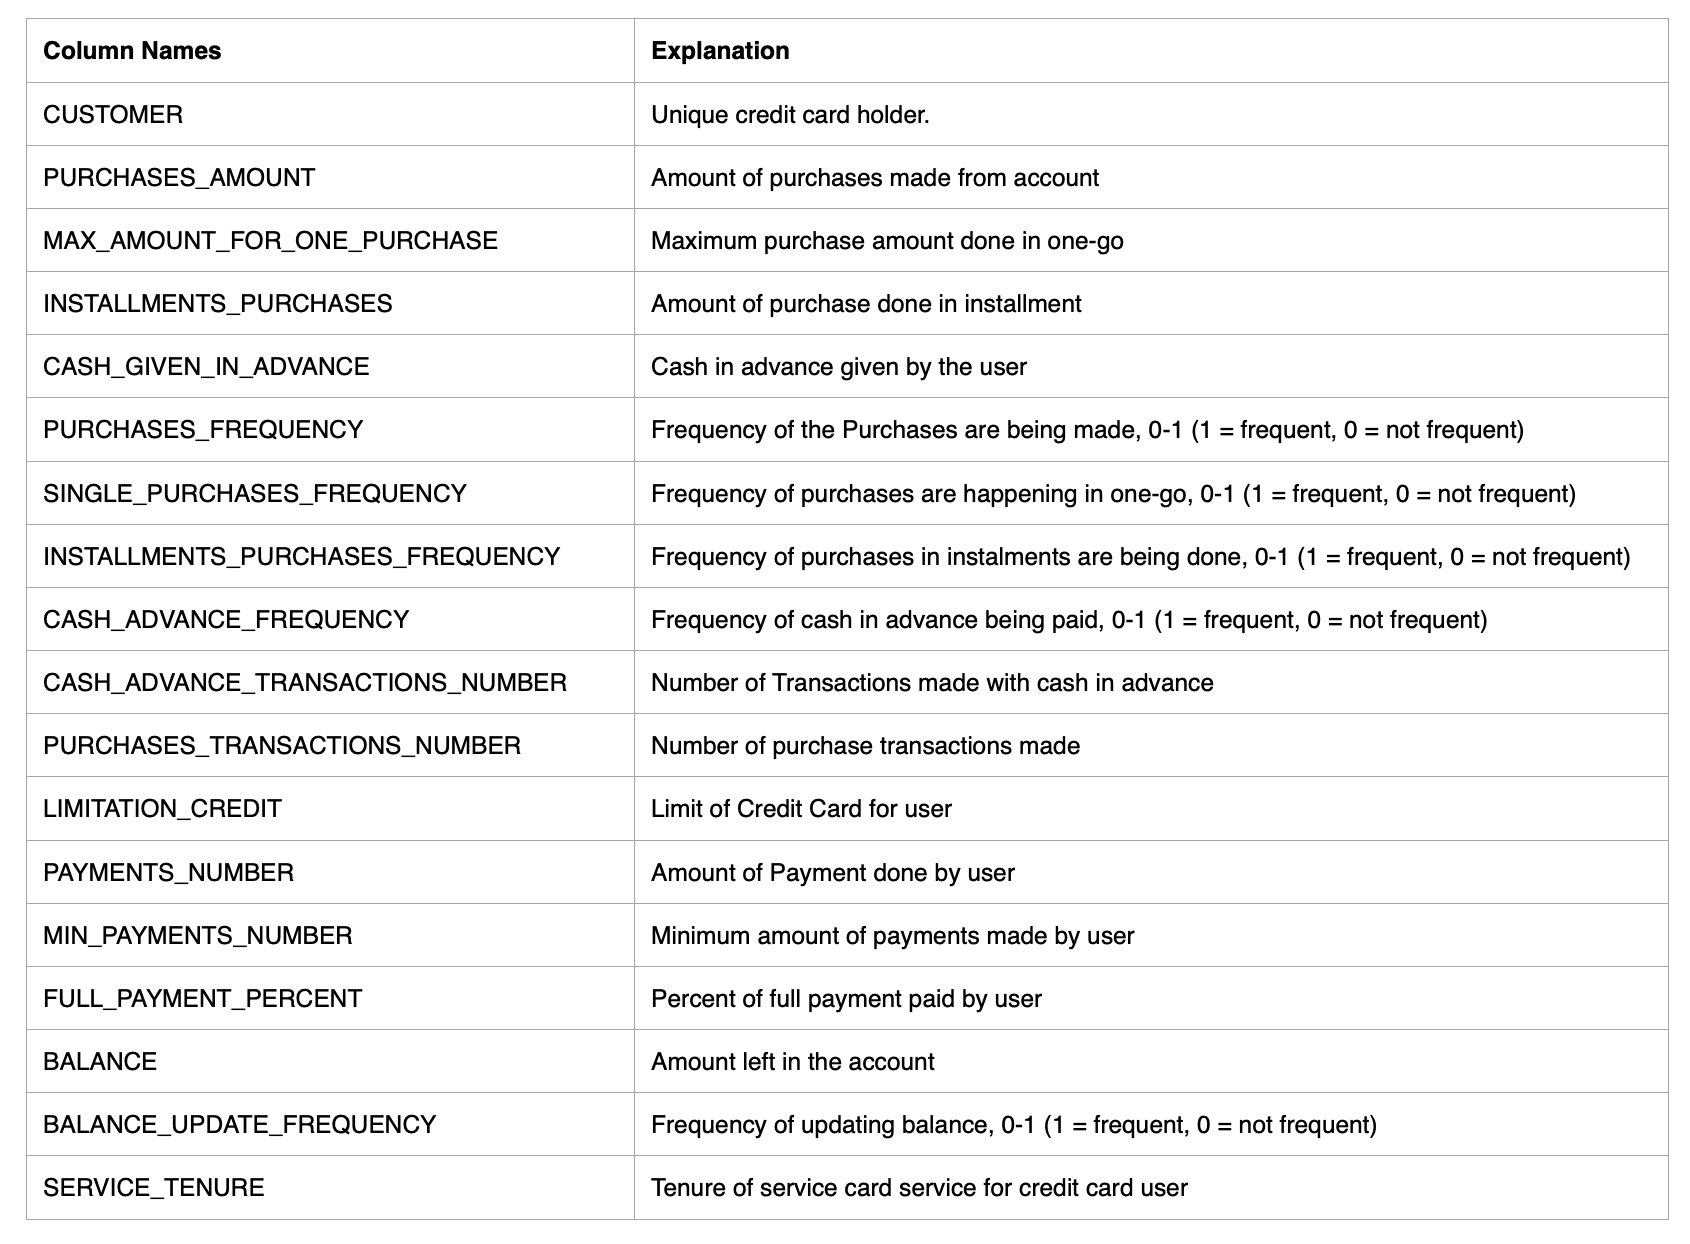 Column Names Explanation
CUSTOMER Unique credit card holder.
PURCHASES_AMOUNT Amount of purchases made from account
MAX_AMOUNT_FOR_ONE_PURCHASE Maximum purchase amount done in one-go
INSTALLMENTS_PURCHASES Amount of purchase done in installment
CASH_GIVEN_IN_ADVANCE Cash in advance given by the user
PURCHASES_FREQUENCY Frequency of the Purchases are being made, 0-1 (1 = frequent, 0 = not frequent)
SINGLE_PURCHASES_FREQUENCY Frequency of purchases are happening in one-go, 0-1 (1 = frequent, 0 = not frequent)
INSTALLMENTS_PURCHASES_FREQUENCY Frequency of purchases in instalments are being done, 0-1 (1 = frequent, 0 = not frequent)
CASH_ADVANCE_FREQUENCY Frequency of cash in advance being paid, 0-1 (1 = frequent, 0 = not frequent)
CASH_ADVANCE_TRANSACTIONS_NUMBER Number of Transactions made with cash in advance
PURCHASES_TRANSACTIONS_NUMBER Number of purchase transactions made
LIMITATION_CREDIT Limit of Credit Card for user
PAYMENTS_NUMBER Amount of Payment done by user
MIN_PAYMENTS_NUMBER Minimum amount of payments made by user
FULL_PAYMENT_PERCENT Percent of full payment paid by user
BALANCE Amount left in the account
BALANCE_UPDATE_FREQUENCY Frequency of updating balance, 0-1 (1 = frequent, 0 = not frequent)
SERVICE_TENURE Tenure of service card service for credit card user